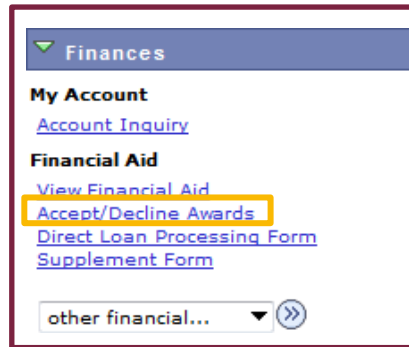 Finances
My Account
Account Inquiry
Financial Aid
View Financial Aid
Accept/Decline Awards
Direct Loan Processing Form
Supplement Form
other financial...